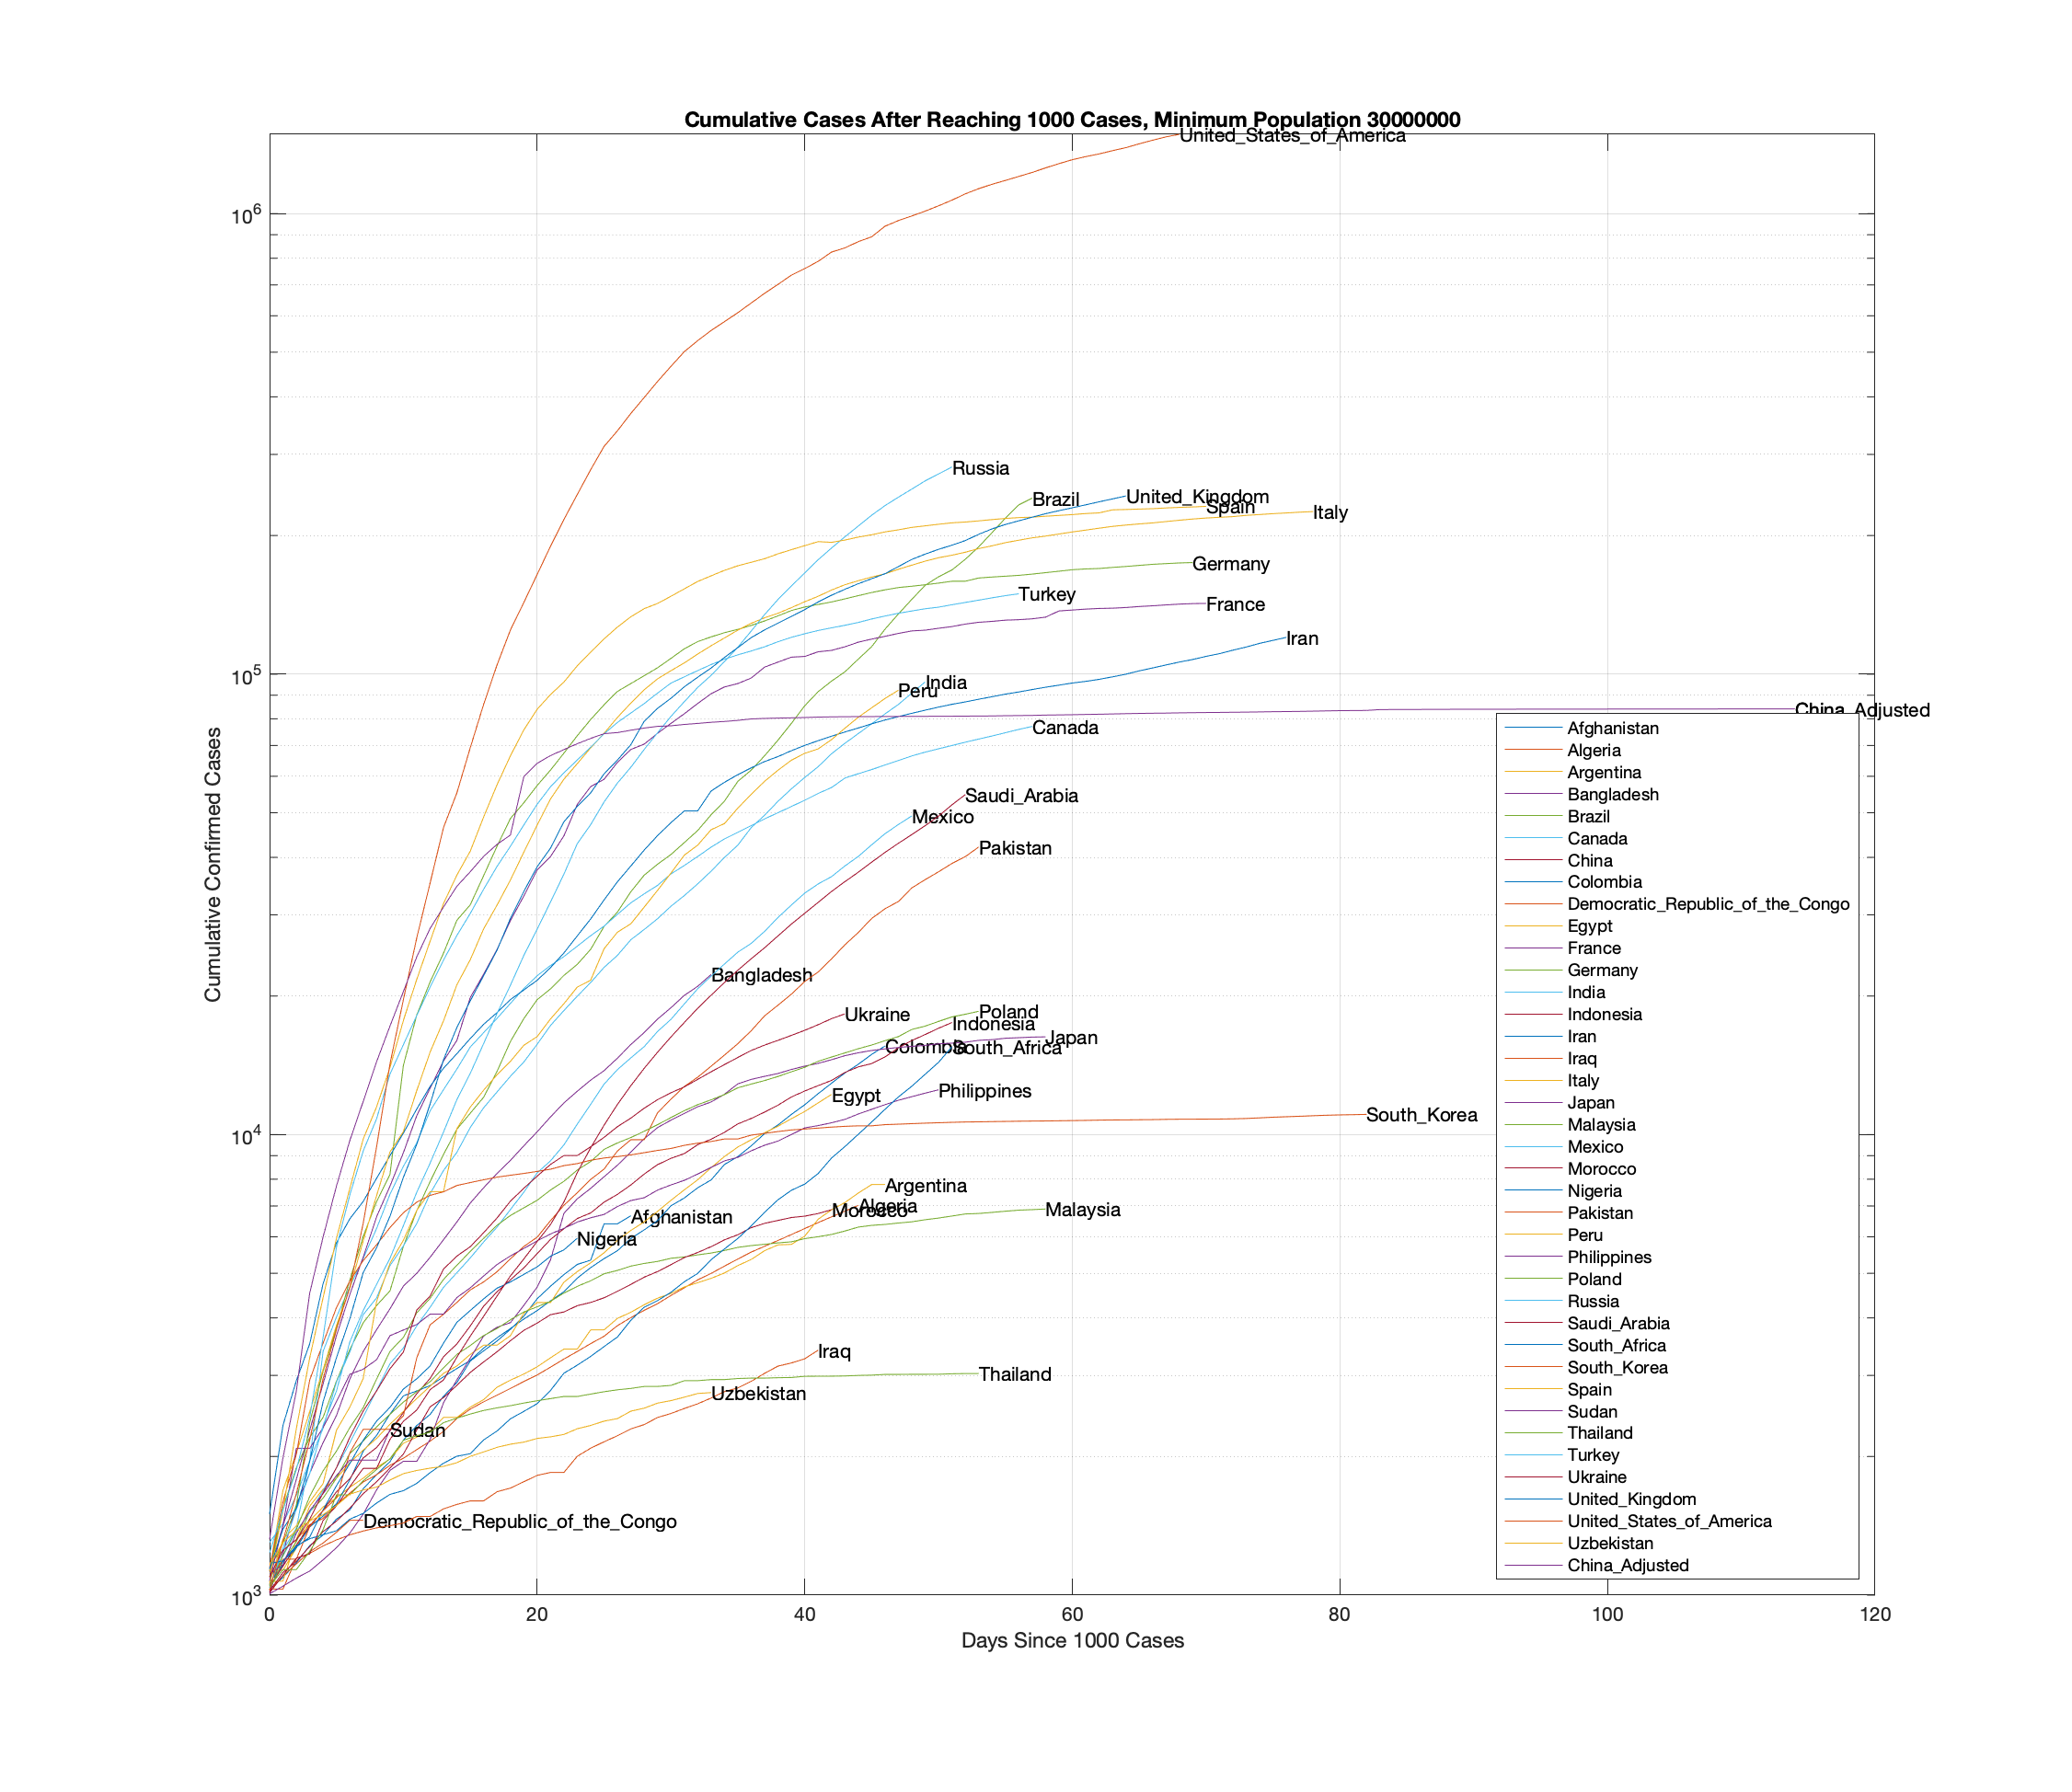 Cumulative Cases After Reaching 1000 Cases, Minimum Population 30000000
United_States_of_America
10^6
Russia
Brazil
United_Kingdom
Spain
Italy
Germany
Turkey
France
Iran
10^5
India
Peru
China_Adjusted
Canada
Saudi_Arabia
Mexico
Pakistan
Bangladesh
Poland
Ukraine
Indonesia
Japan
Colombia
South_Africa
Philippines
Egypt
South_Korea
10^4
Argentina
Algeria
Morocco
Malaysia
Afghanistan
Nigeria
Iraq
Thailand
Uzbekistan
Sudan
Democratic_Republic_of_the_Congo
10^3
0 20 40 60 80 100 120
Days Since 1000 Cases
Cumulative Confirmed Cases
Afghanistan
Algeria
Argentina
Bangladesh
Brazil
Canada
China
Colombia
Democratic_Republic_of_the_Congo
Egypt
France
Germany
India
Indonesia
Iran
Iraq
Italy
Japan
Malaysia
Mexico
Morocco
Nigeria
Pakistan
Peru
Philippines
Poland
Russia
Saudi_Arabia
South_Africa
South_Korea
Spain
Sudan
Thailand
Turkey
Ukraine
United_Kingdom
United_States_of_America
Uzbekistan
China_Adjusted